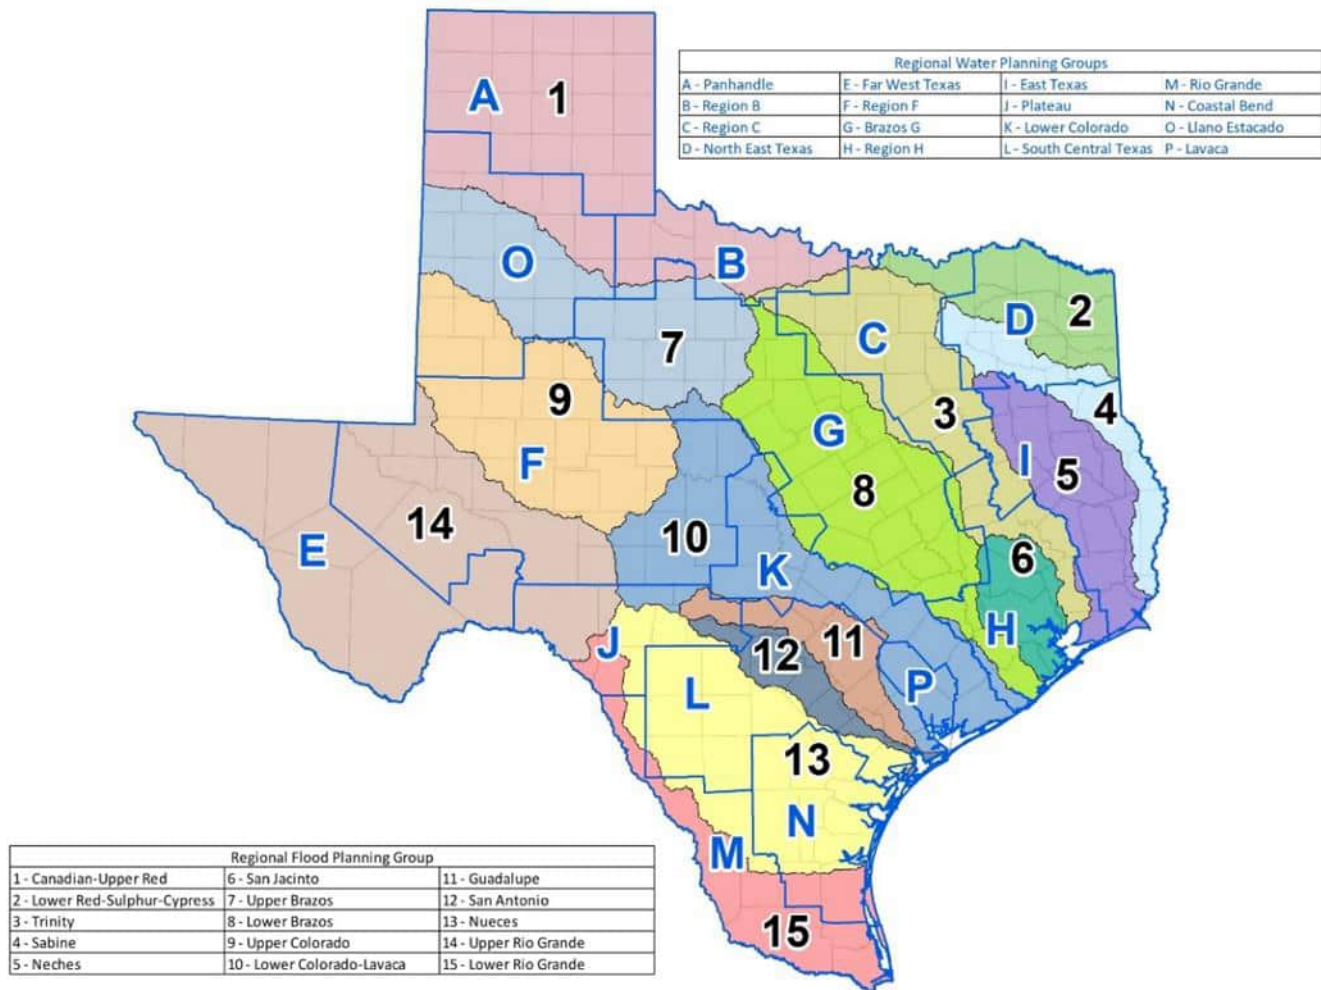 Regional Water Planning Groups
A - Panhandle E - Far West Texas I - East Texas M - Rio Grande
B - Region B F - Region F J - Plateau N - Coastal Bend
C - Region C G - Brazos G K - Lower Colorado O - Llano Estacado
D - North East Texas H - Region H L - South Central Texas P - Lavaca
A 1
O B
D 2
C
7
9 3 4
G
F I 5
8
14 10
E 6
K
H
J 12 11
L P
13
N
M
15
Regional Flood Planning Group
1 - Canadian-Upper Red 6 - San Jacinto 11 - Guadalupe
2 - Lower Red-Sulphur-Cypress 7 - Upper Brazos 12 - San Antonio
3 - Trinity 8 - Lower Brazos 13 - Nueces
4 - Sabine 9 - Upper Colorado 14 - Upper Rio Grande
5 - Neches 10 - Lower Colorado-Lavaca 15 - Lower Rio Grande